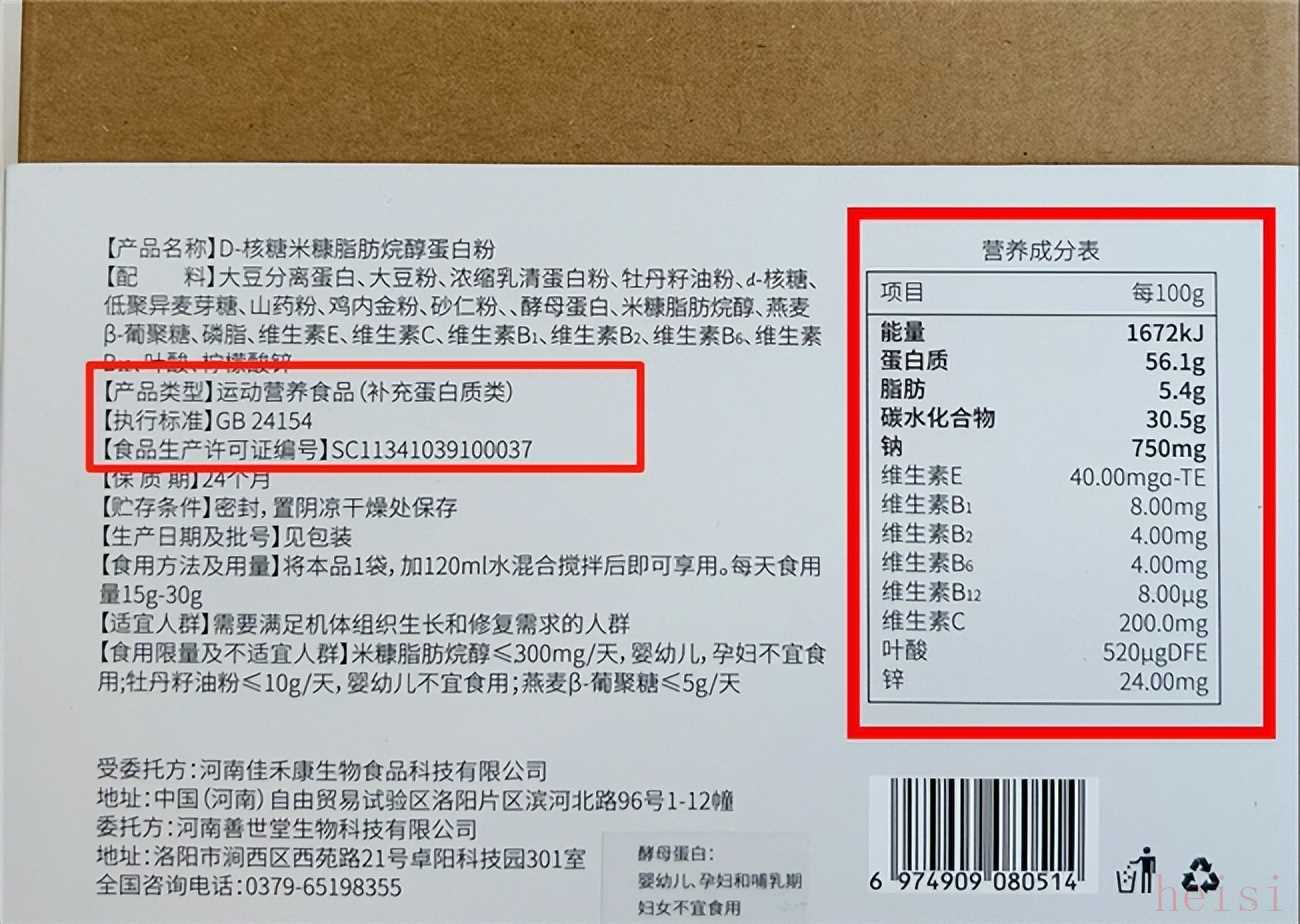 【产品名称】D-核糖米糠脂肪烷醇蛋白粉
【配 料】大豆分离蛋白、大豆粉、浓缩乳清蛋白粉、牡丹籽油粉、d-核糖、
低聚异麦芽糖、山药粉、鸡内金粉、砂仁粉、、酵母蛋白、米糠脂肪烷醇、燕麦
β-葡聚糖、磷脂、维生素E、维生素C、维生素B₁、维生素B₂、维生素B₆、维生素
B₁₂、叶酸、柠檬酸锌
【产品类型】运动营养食品(补充蛋白质类)
【执行标准】GB 24154
【食品生产许可证编号】SC11341039100037
【保 质 期】24个月
【贮存条件】密封，置阴凉干燥处保存
【生产日期及批号】见包装
【食用方法及用量】将本品1袋，加120ml水混合搅拌后即可享用。每天食用
量15g-30g
【适宜人群】需要满足机体组织生长和修复需求的人群
【食用限量及不适宜人群】米糠脂肪烷醇≤300mg/天，婴幼儿，孕妇不宜食
用;牡丹籽油粉≤10g/天，婴幼儿不宜食用；燕麦β-葡聚糖≤5g/天
受委托方：河南佳禾康生物食品科技有限公司
地址：中国（河南）自由贸易试验区洛阳片区滨河北路96号1-12幢
委托方：河南善世堂生物科技有限公司
地址：洛阳市涧西区西苑路21号卓阳科技园301室
全国咨询电话：0379-65198355
酵母蛋白：
婴幼儿、孕妇和哺乳期
妇女不宜食用
营养成分表
项目 每100g
能量 1672kJ
蛋白质 56.1g
脂肪 5.4g
碳水化合物 30.5g
钠 750mg
维生素E 40.00mgα-TE
维生素B₁ 8.00mg
维生素B₂ 4.00mg
维生素B₆ 4.00mg
维生素B₁₂ 8.00μg
维生素C 200.0mg
叶酸 520μgDFE
锌 24.00mg
6 974909 080514
heisi